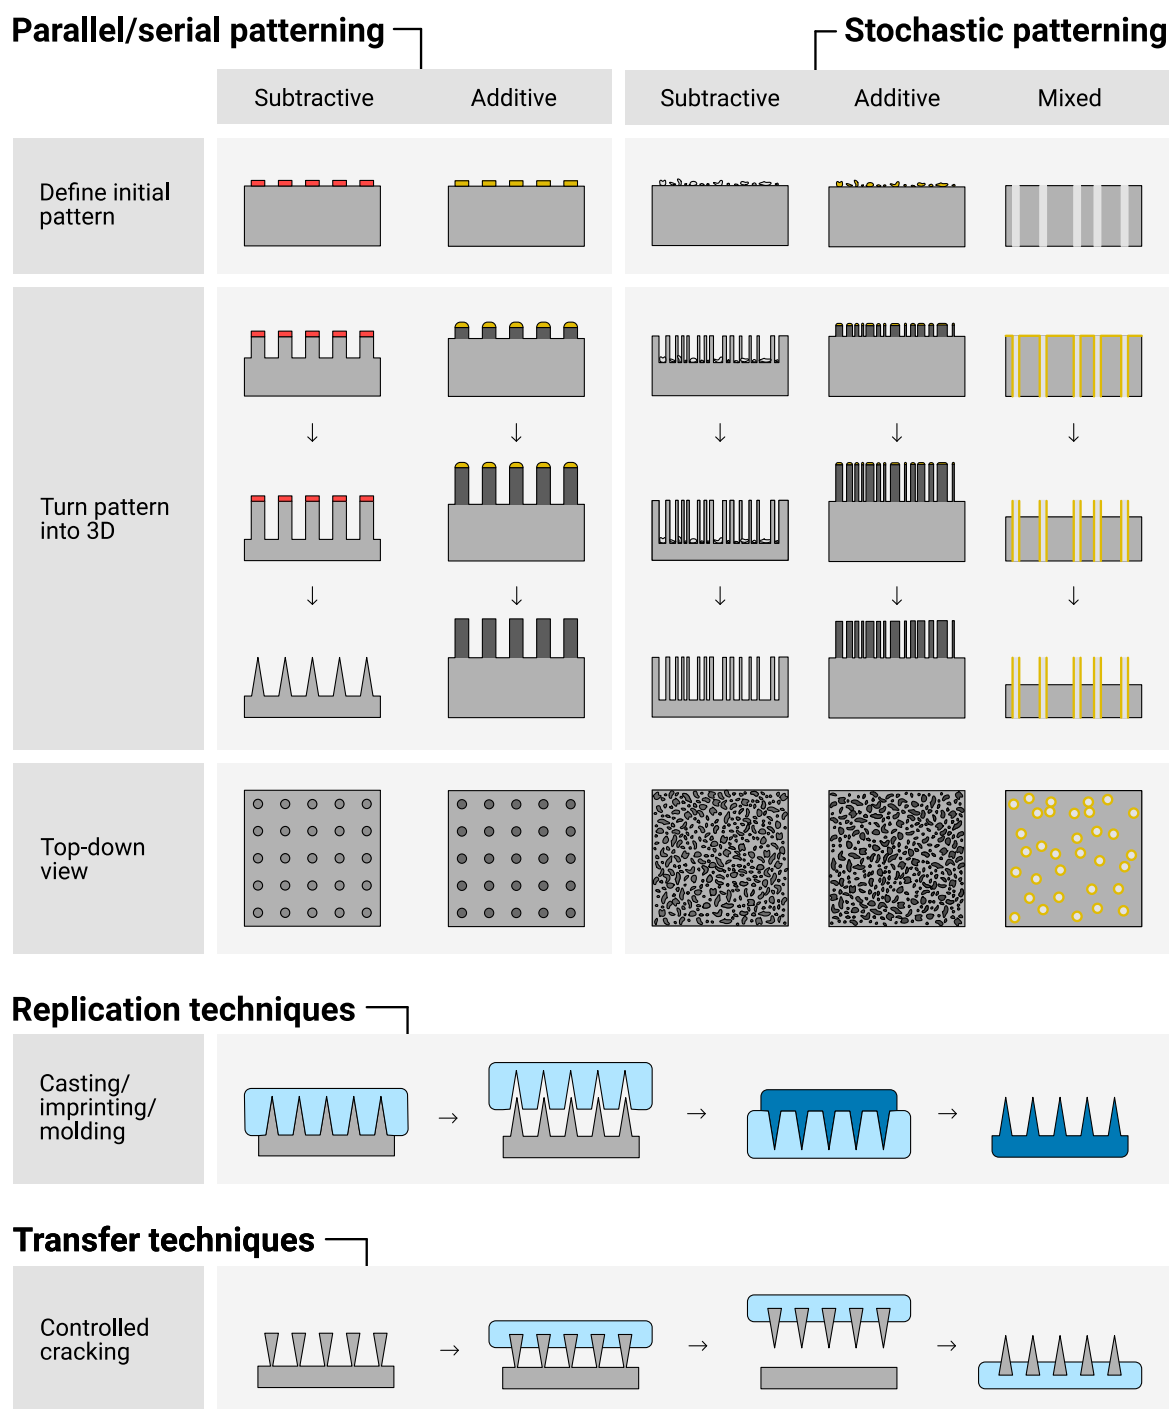 Parallel/serial patterning
Stochastic patterning
Subtractive
Additive
Subtractive
Additive
Mixed
Define initial
pattern
Turn pattern
into 3D
Top-down
view
Replication techniques
Casting/
imprinting/
molding
Transfer techniques
Controlled
cracking